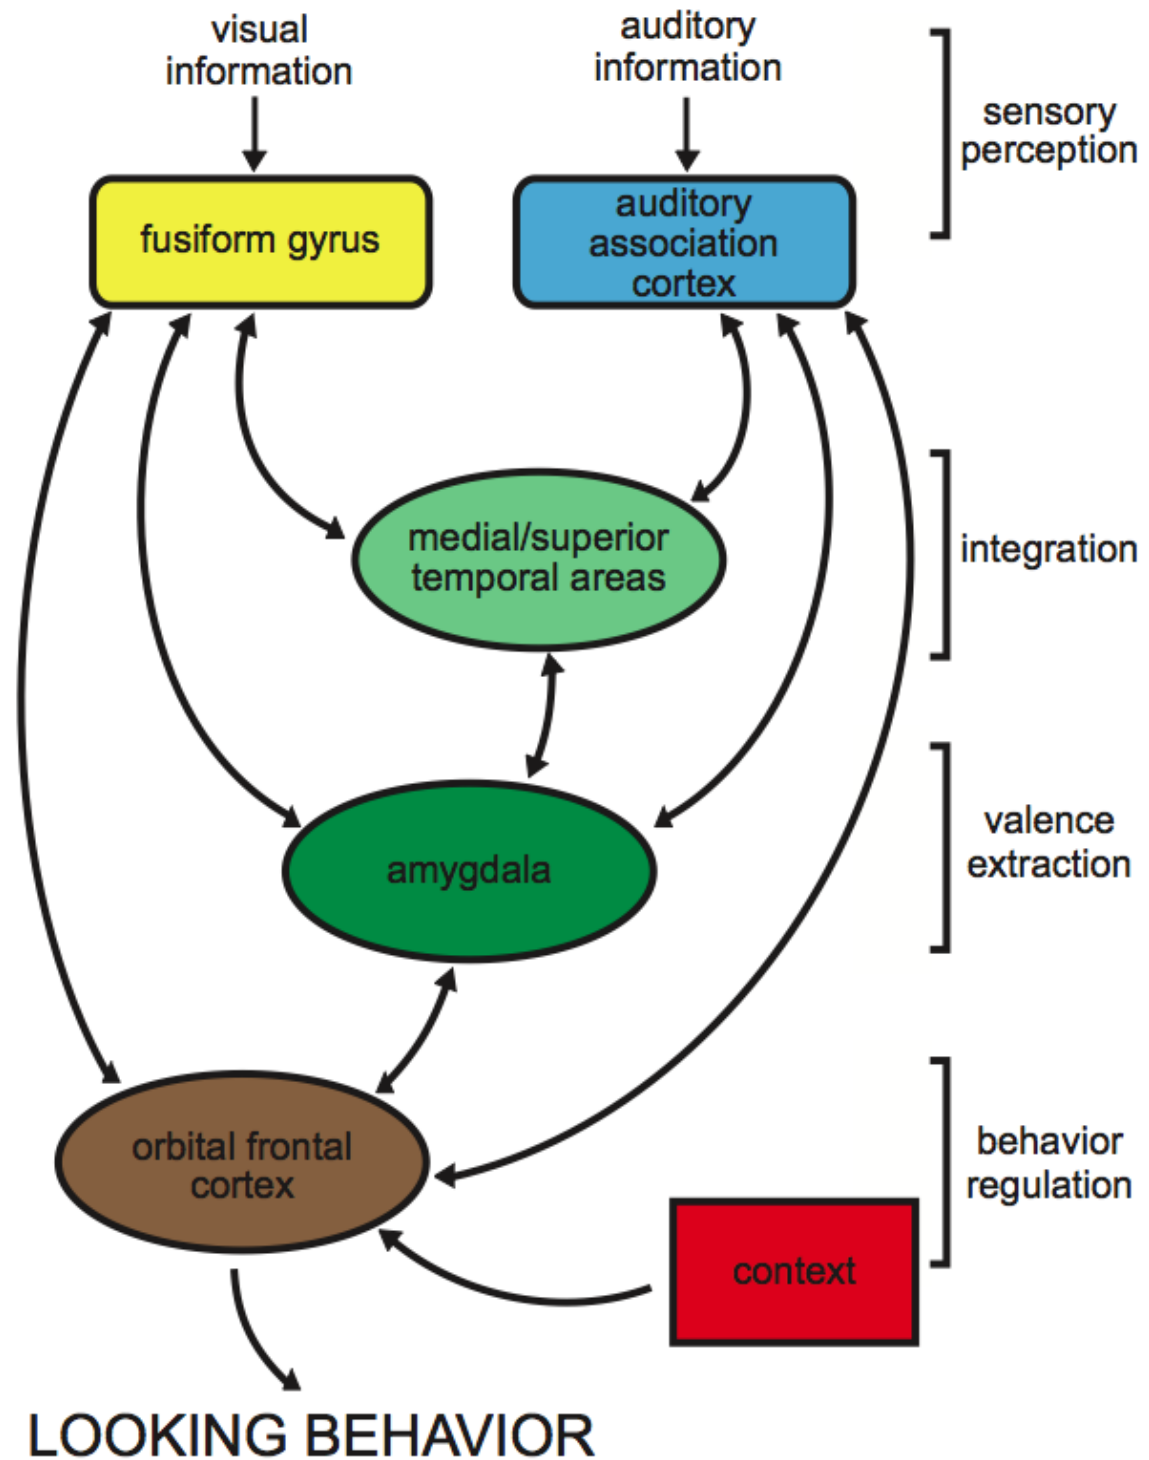 visual
information
auditory
information
sensory
perception
fusiform gyrus
auditory
association
cortex
medial/superior
temporal areas
integration
valence
extraction
amygdala
orbital frontal
cortex
behavior
regulation
context
LOOKING BEHAVIOR